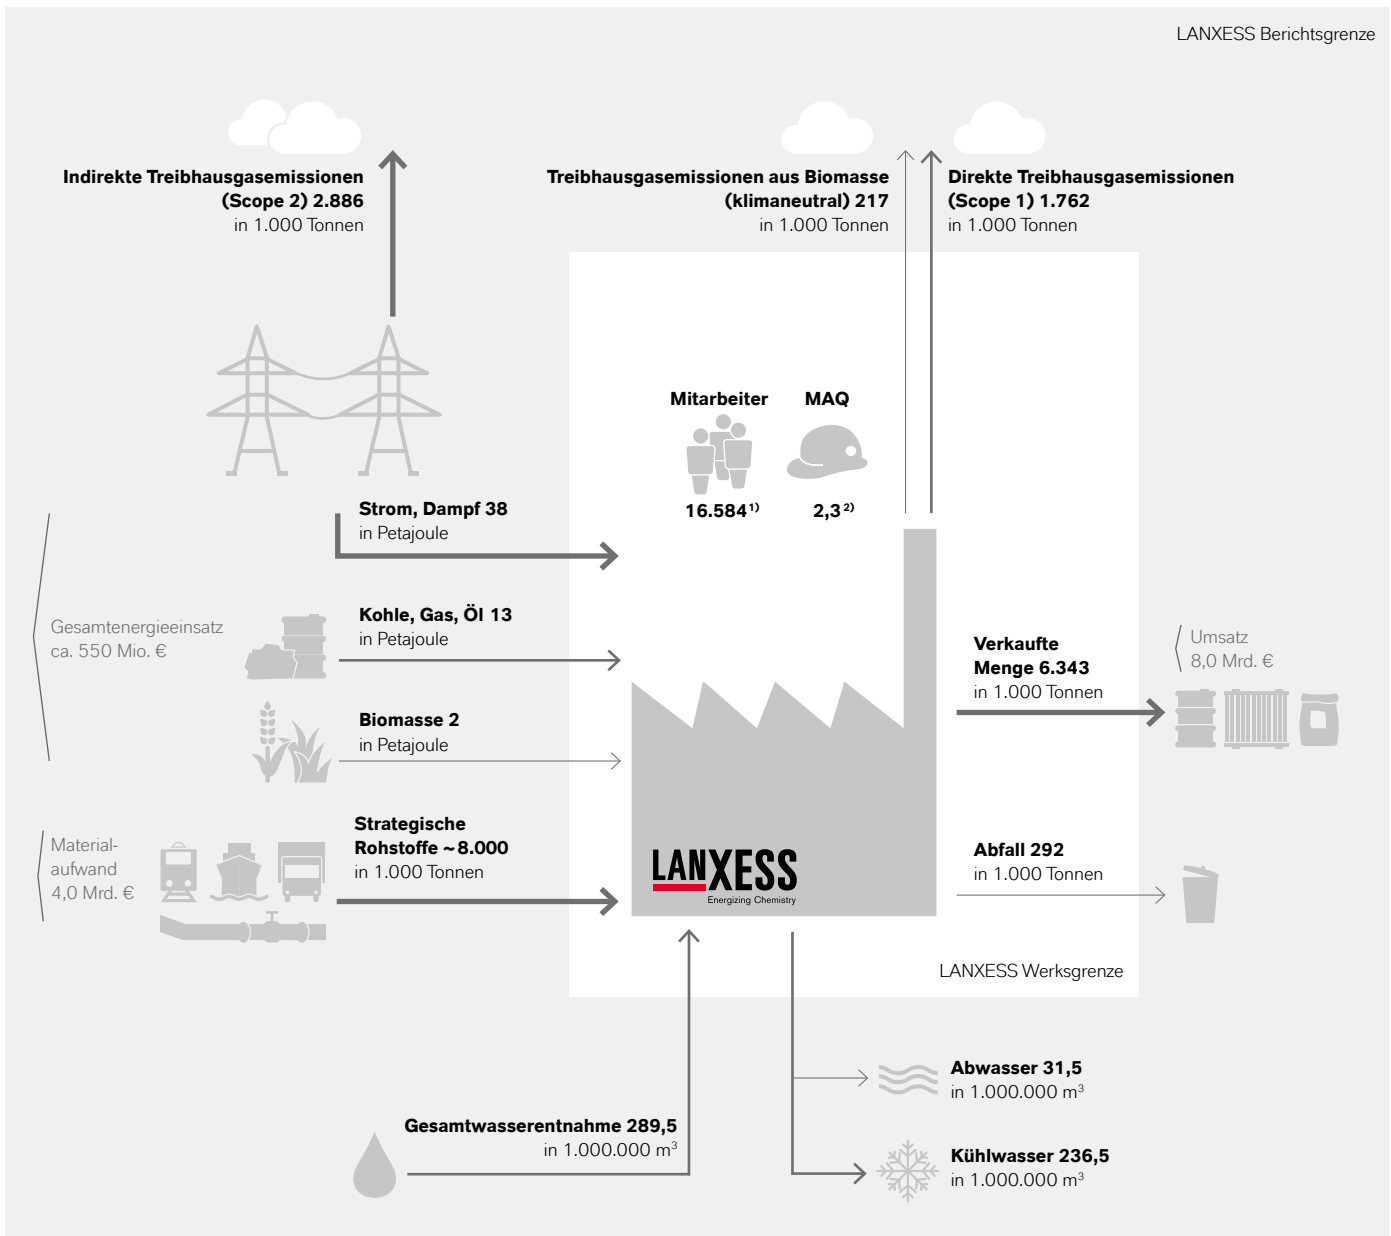 LANXESS Berichtsgrenze
Indirekte Treibhausgasemissionen
(Scope 2) 2.886
in 1.000 Tonnen
Treibhausgasemissionen aus Biomasse
(klimaneutral) 217
in 1.000 Tonnen
Direkte Treibhausgasemissionen
(Scope 1) 1.762
in 1.000 Tonnen
Mitarbeiter
16.584¹⁾
MAQ
2,3²⁾
Strom, Dampf 38
in Petajoule
Gesamtenergieeinsatz
ca. 550 Mio. €
Kohle, Gas, Öl 13
in Petajoule
Biomasse 2
in Petajoule
Material-
aufwand
4,0 Mrd. €
Strategische
Rohstoffe ~8.000
in 1.000 Tonnen
Verkaufte
Menge 6.343
in 1.000 Tonnen
Umsatz
8,0 Mrd. €
LANXESS
Energizing Chemistry
Abfall 292
in 1.000 Tonnen
LANXESS Werksgrenze
Gesamtwasserentnahme 289,5
in 1.000.000 m³
Abwasser 31,5
in 1.000.000 m³
Kühlwasser 236,5
in 1.000.000 m³